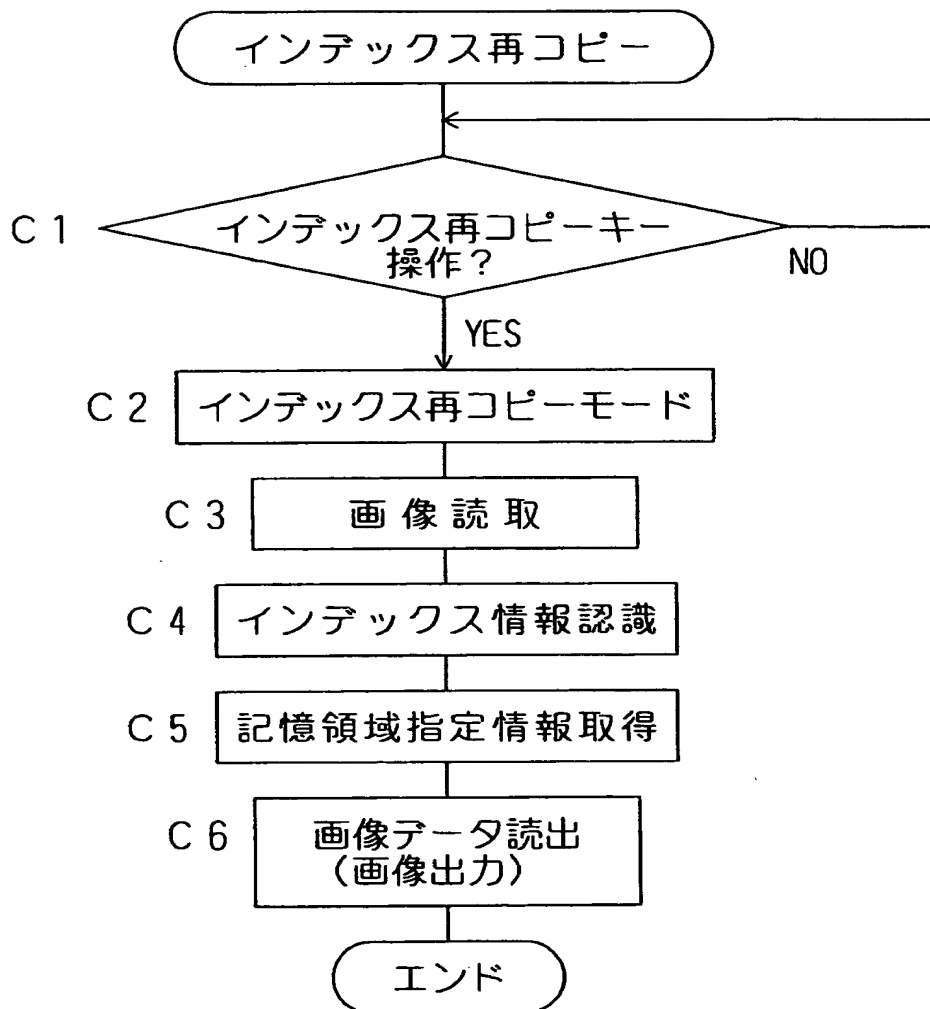 インデックス再コピー
C1
インデックス再コピーキー
操作?
NO
YES
C2
インデックス再コピーモード
C3
画像読取
C4
インデックス情報認識
C5
記憶領域指定情報取得
C6
画像データ読出
(画像出力)
エンド